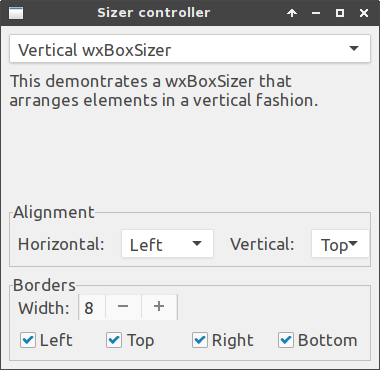 Sizer controller
Vertical wxBoxSizer
This demontrates a wxBoxSizer that
arranges elements in a vertical fashion.
Alignment
Horizontal: Left Vertical: Top
Borders
Width: 8
Left Top Right Bottom